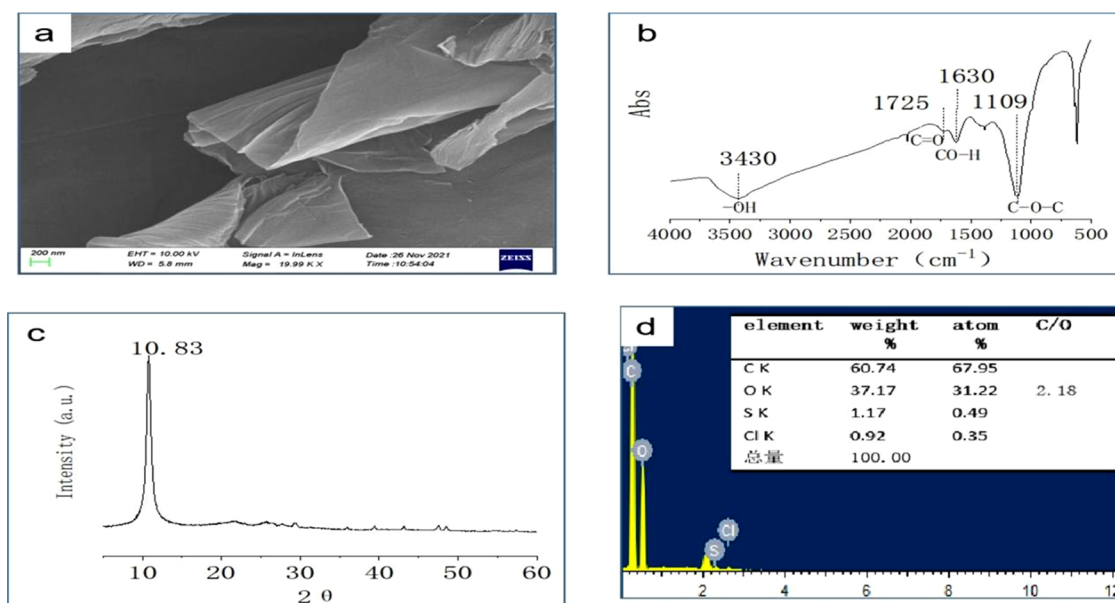 a
200 nm
EHT = 10.00 kV
Signal A = InLens
Date :26 Nov 2021
WD = 5.8 mm
Mag = 19.99 K X
Time :10:54:04
ZEISS
b
Abs
3430
1725
1630
1109
-OH
C=O
CO-H
C-O-C
4000 3500 3000 2500 2000 1500 1000 500
Wavenumber (cm⁻¹)
c
10.83
Intensity (a.u.)
10 20 30 40 50 60
2 θ
d
element weight % atom % C/O
C K 60.74 67.95
O K 37.17 31.22 2.18
S K 1.17 0.49
Cl K 0.92 0.35
总量 100.00
C
O
S
Cl
2 4 6 8 10 12